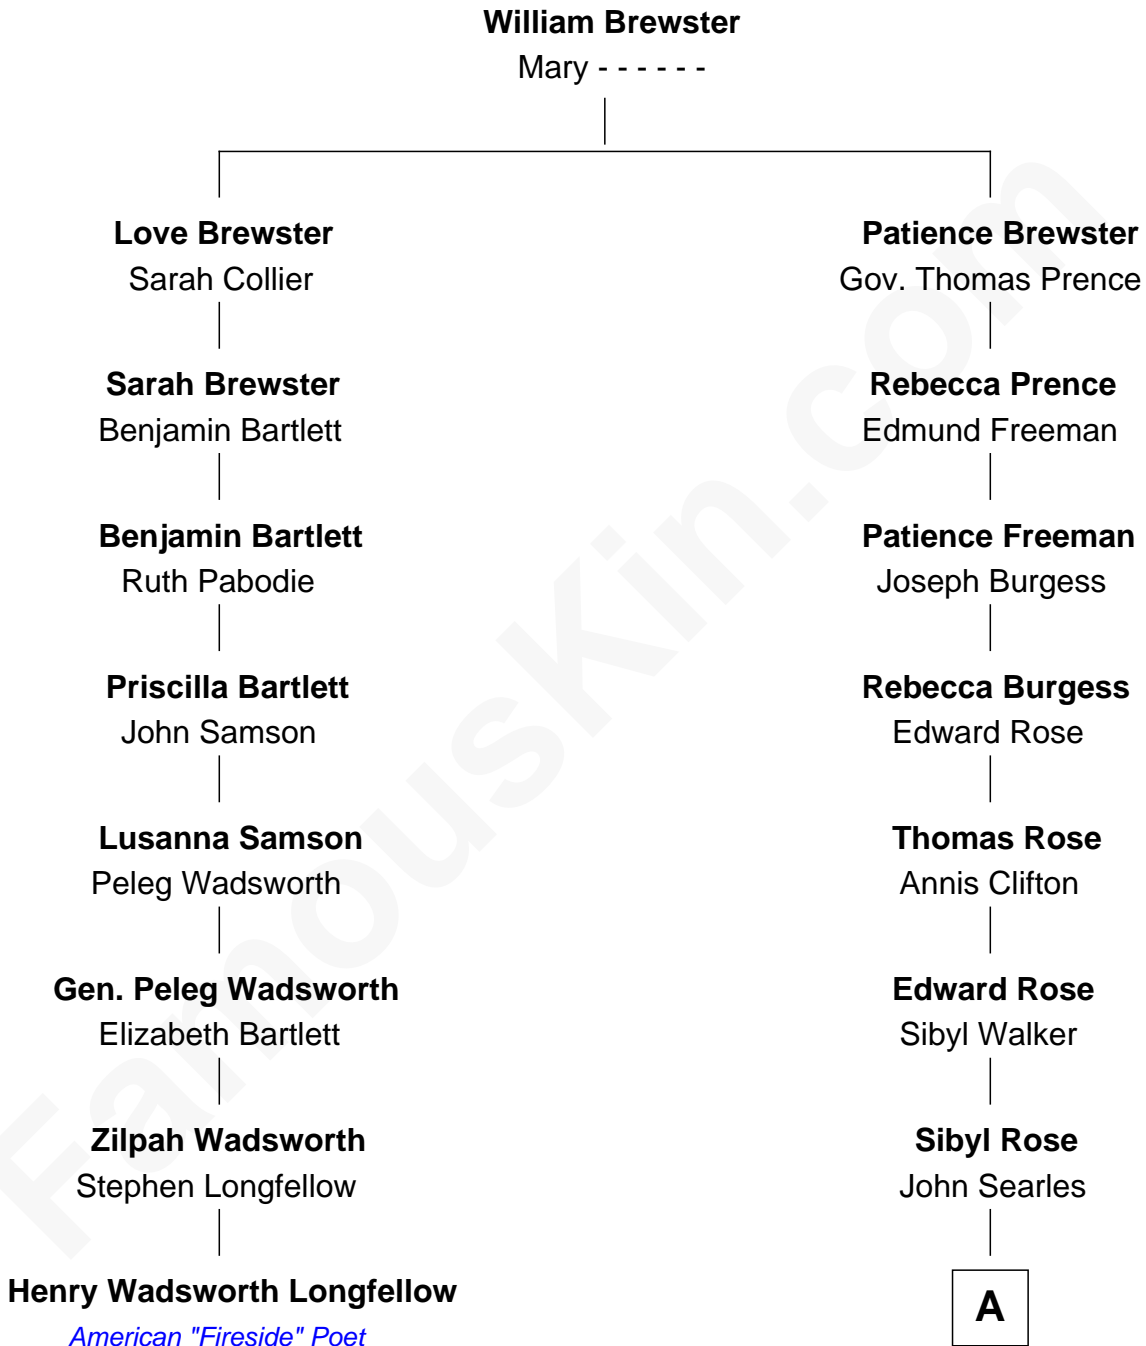 William Brewster
Mary - - - - - -
Love Brewster
Sarah Collier
Patience Brewster
Gov. Thomas Prence
Sarah Brewster
Benjamin Bartlett
Rebecca Prence
Edmund Freeman
Benjamin Bartlett
Ruth Pabodie
Patience Freeman
Joseph Burgess
Priscilla Bartlett
John Samson
Rebecca Burgess
Edward Rose
Lusanna Samson
Peleg Wadsworth
Thomas Rose
Annis Clifton
Gen. Peleg Wadsworth
Elizabeth Bartlett
Edward Rose
Sibyl Walker
Zilpah Wadsworth
Stephen Longfellow
Sibyl Rose
John Searles
Henry Wadsworth Longfellow
American "Fireside" Poet
A
FamousKin.com